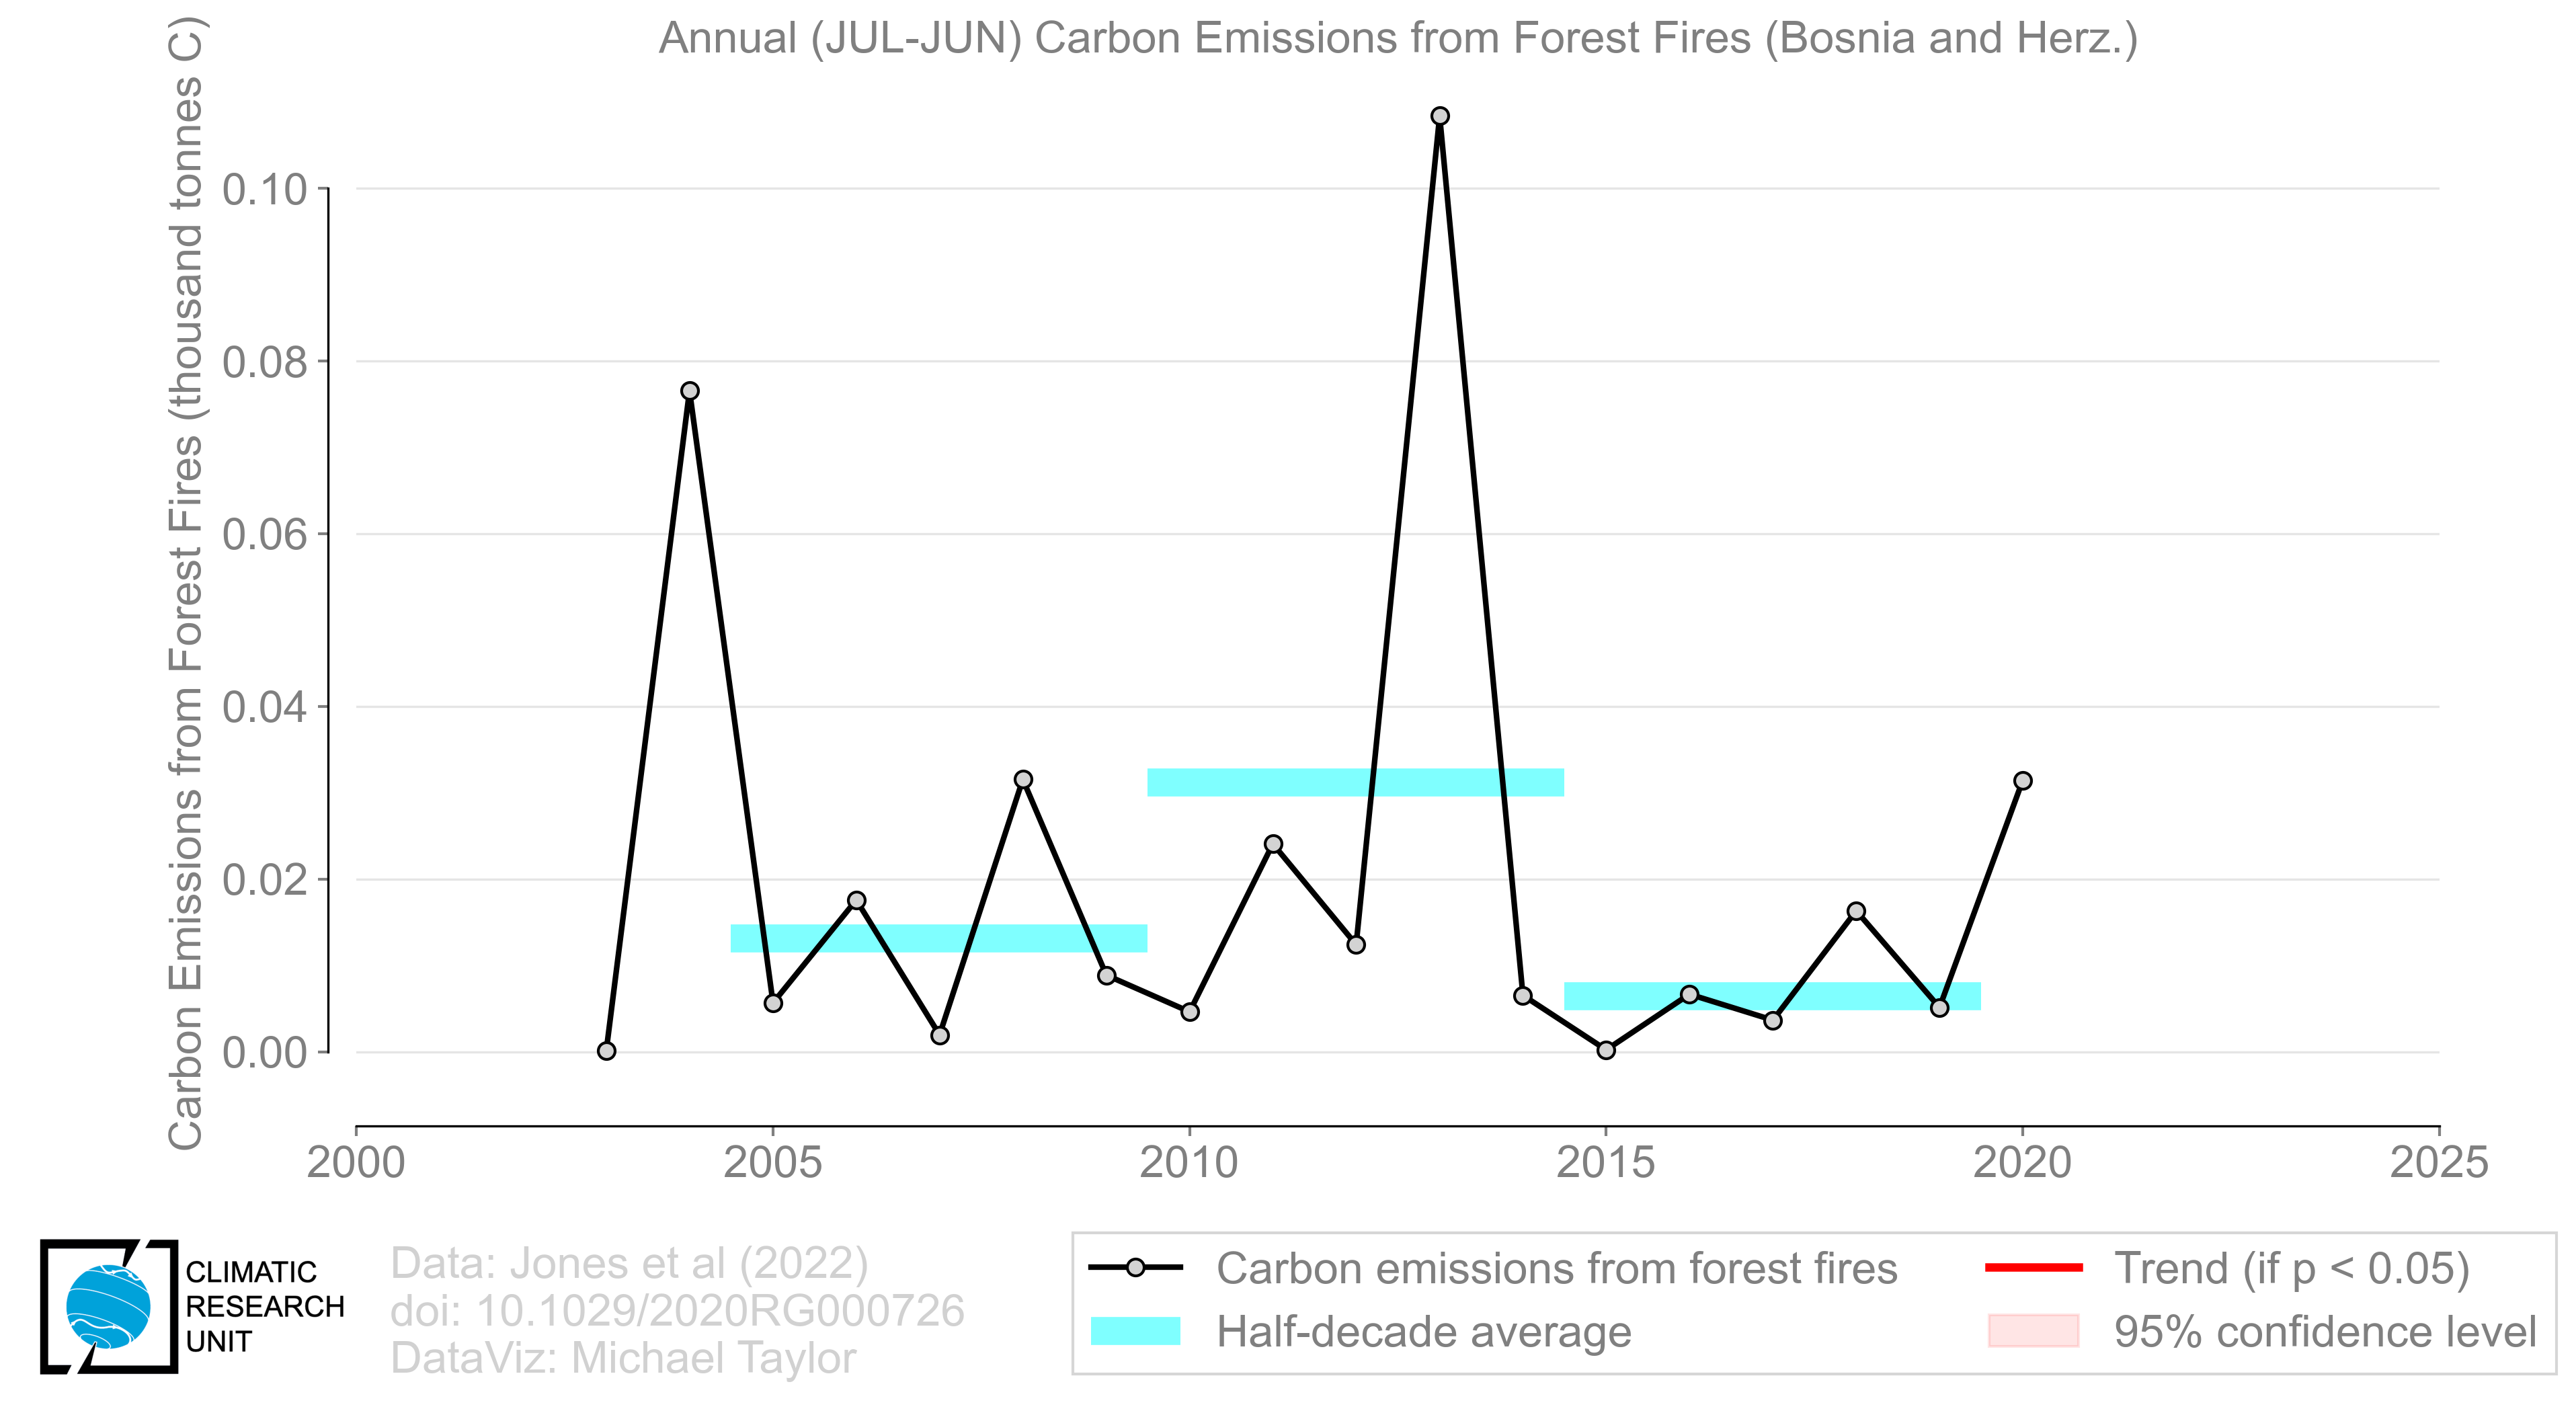 Annual (JUL-JUN) Carbon Emissions from Forest Fires (Bosnia and Herz.)
Carbon Emissions from Forest Fires (thousand tonnes C)
0.10
0.08
0.06
0.04
0.02
0.00
2000 2005 2010 2015 2020 2025
CLIMATIC
RESEARCH
UNIT
Data: Jones et al (2022)
doi: 10.1029/2020RG000726
DataViz: Michael Taylor
Carbon emissions from forest fires
Half-decade average
Trend (if p < 0.05)
95% confidence level